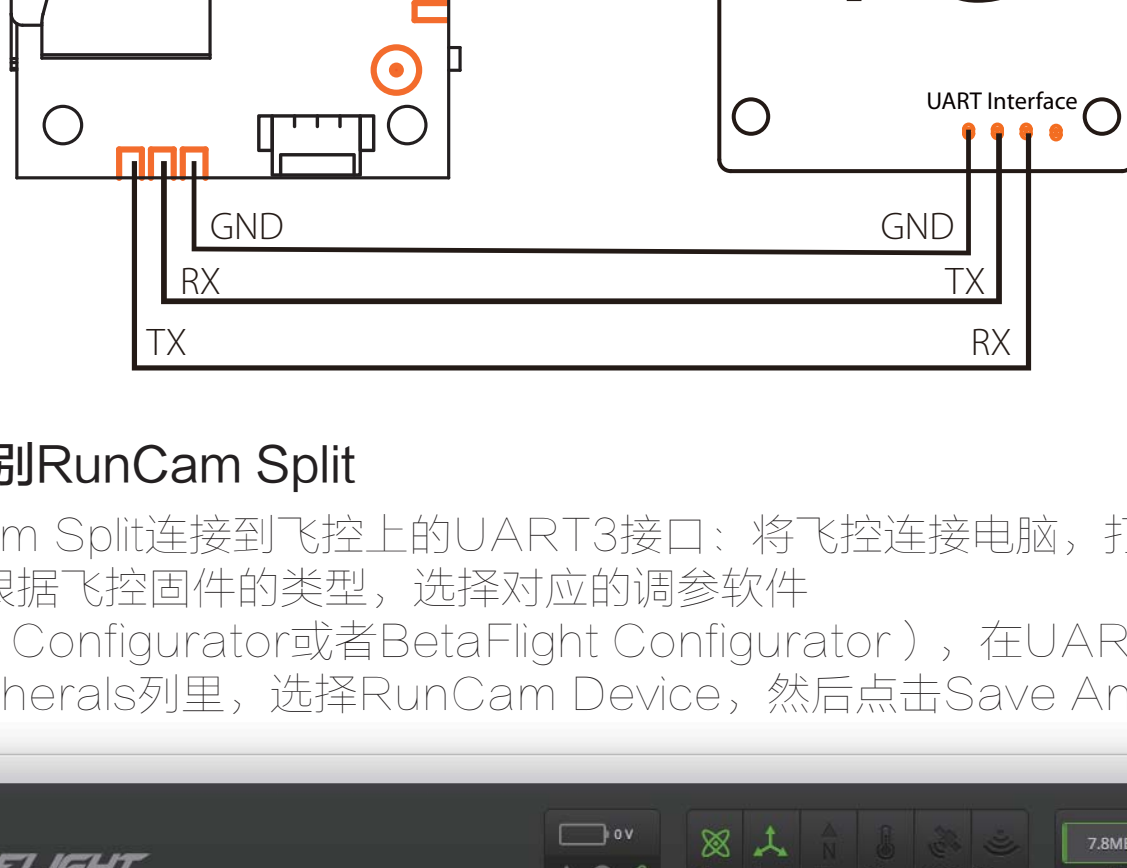 UART Interface
GND GND
RX TX
TX RX
别RunCam Split
m Split连接到飞控上的UART3接口：将飞控连接电脑，打
根据飞控固件的类型，选择对应的调参软件
Configurator或者BetaFlight Configurator），在UAR
herals列里，选择RunCam Device，然后点击Save An
0 V
N
7.8M
FLIGHT